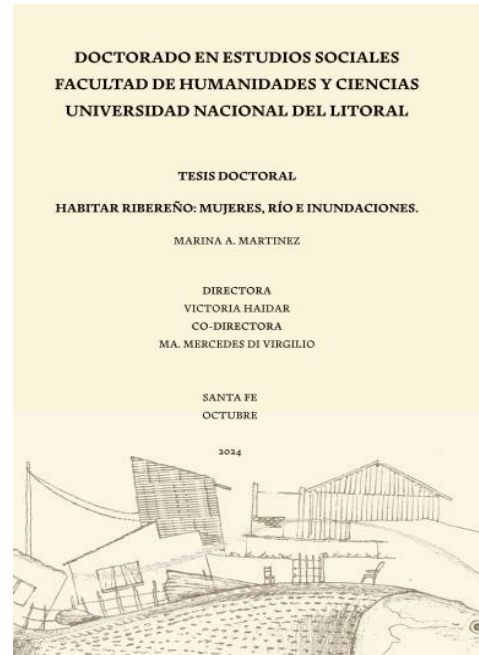 DOCTORADO EN ESTUDIOS SOCIALES
FACULTAD DE HUMANIDADES Y CIENCIAS
UNIVERSIDAD NACIONAL DEL LITORAL
TESIS DOCTORAL
HABITAR RIBEREÑO: MUJERES, RÍO E INUNDACIONES.
MARINA A. MARTINEZ
DIRECTORA
VICTORIA HAIDAR
CO-DIRECTORA
MA. MERCEDES DI VIRGILIO
SANTA FE
OCTUBRE
2024